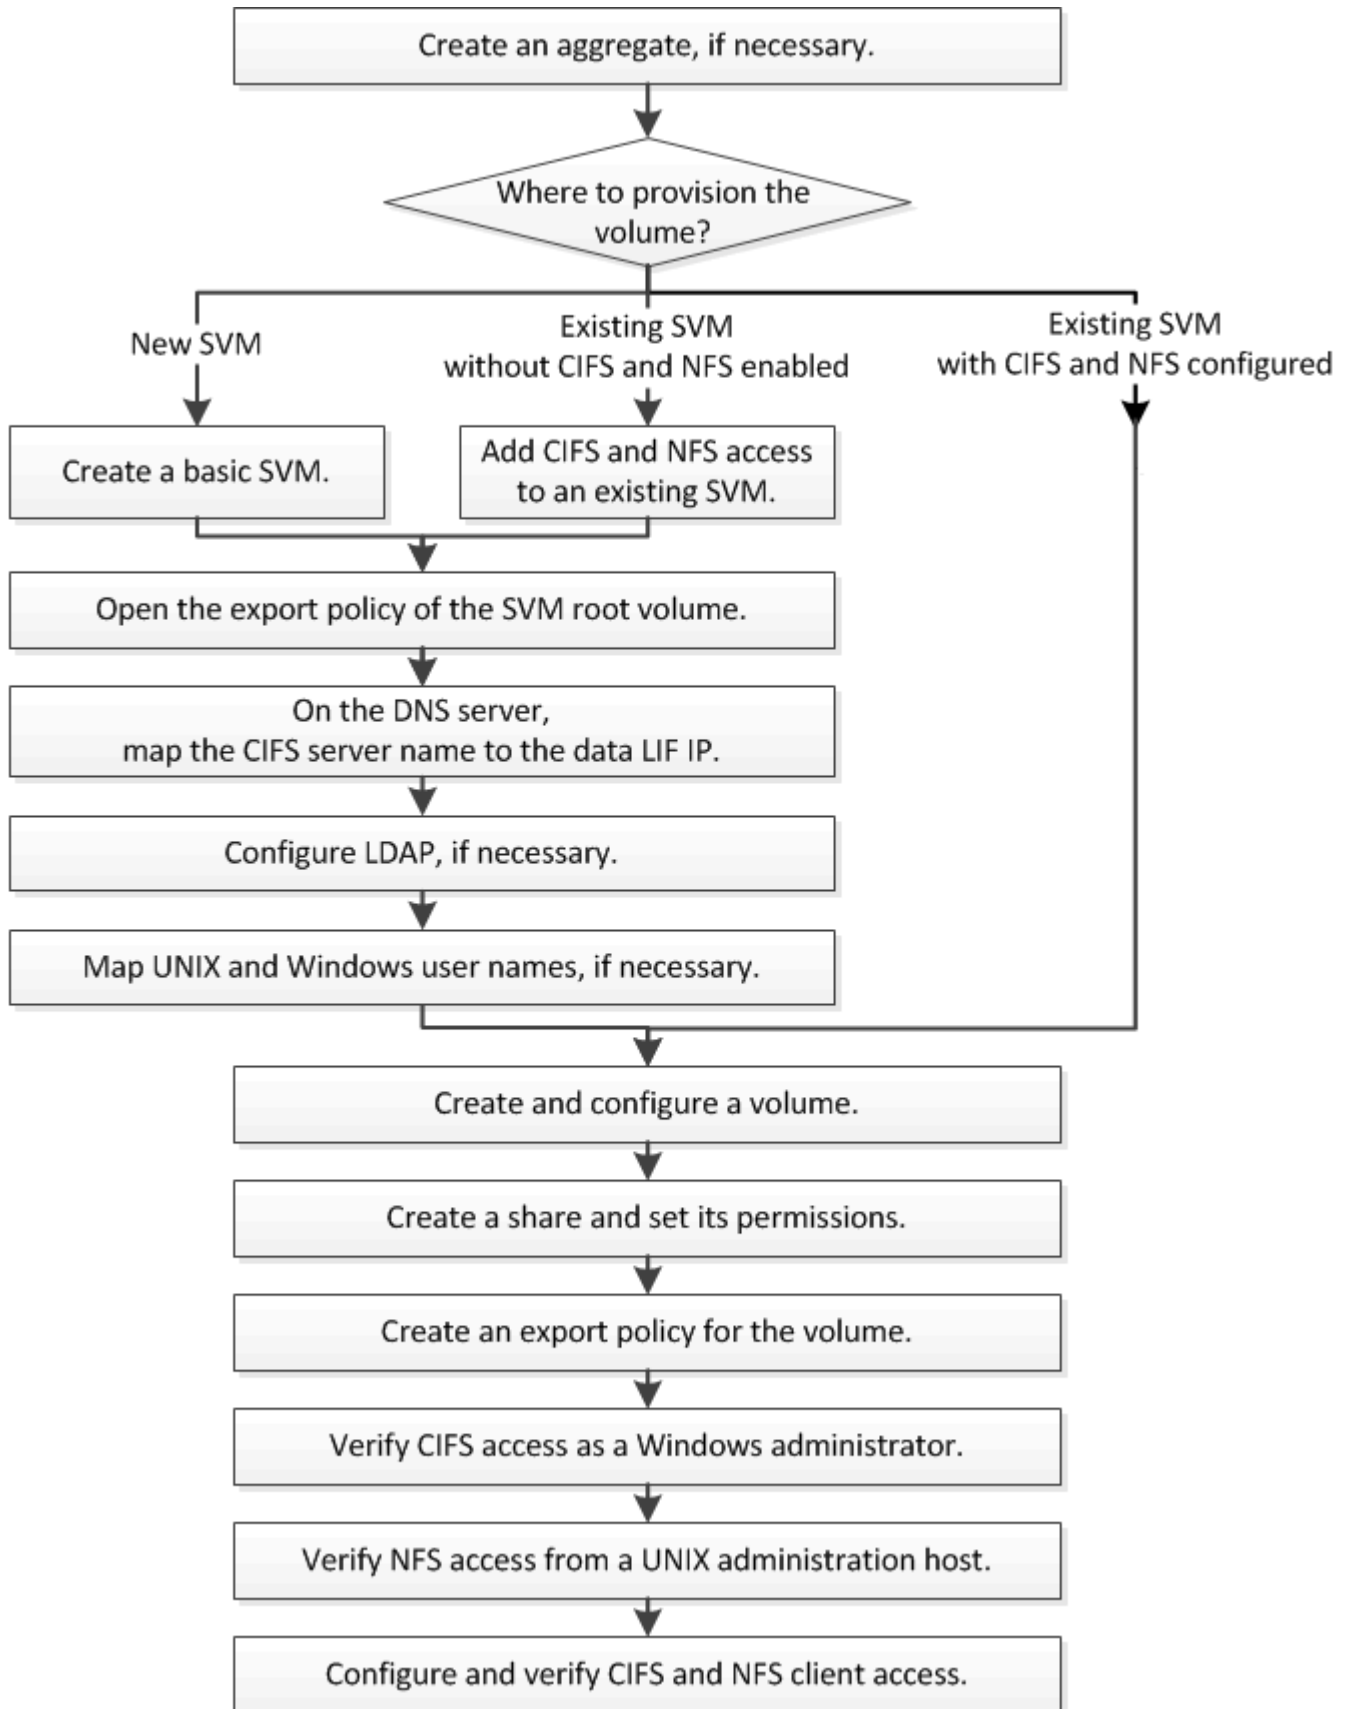 Create an aggregate, if necessary.
Where to provision the
volume?
New SVM
Existing SVM
without CIFS and NFS enabled
Existing SVM
with CIFS and NFS configured
Create a basic SVM.
Add CIFS and NFS access
to an existing SVM.
Open the export policy of the SVM root volume.
On the DNS server,
map the CIFS server name to the data LIF IP.
Configure LDAP, if necessary.
Map UNIX and Windows user names, if necessary.
Create and configure a volume.
Create a share and set its permissions.
Create an export policy for the volume.
Verify CIFS access as a Windows administrator.
Verify NFS access from a UNIX administration host.
Configure and verify CIFS and NFS client access.